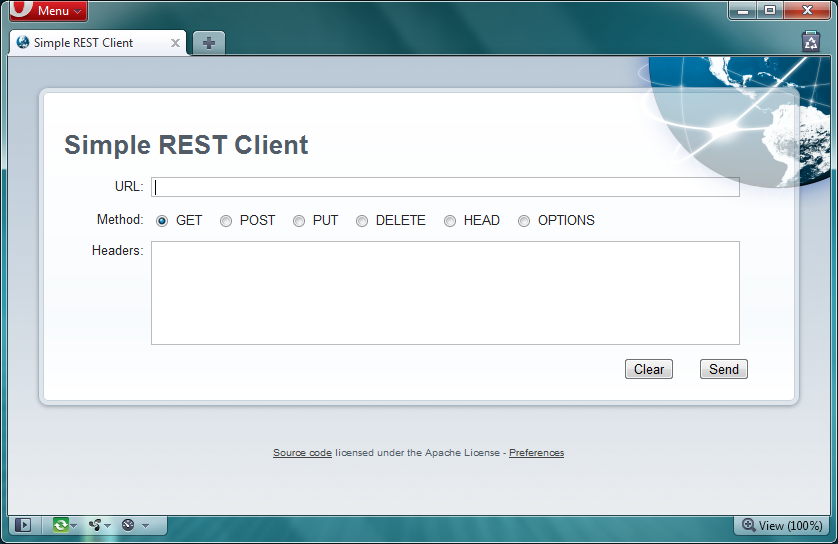 Menu
Simple REST Client
Simple REST Client
URL:
Method: GET POST PUT DELETE HEAD OPTIONS
Headers:
Clear Send
Source code licensed under the Apache License - Preferences
View (100%)